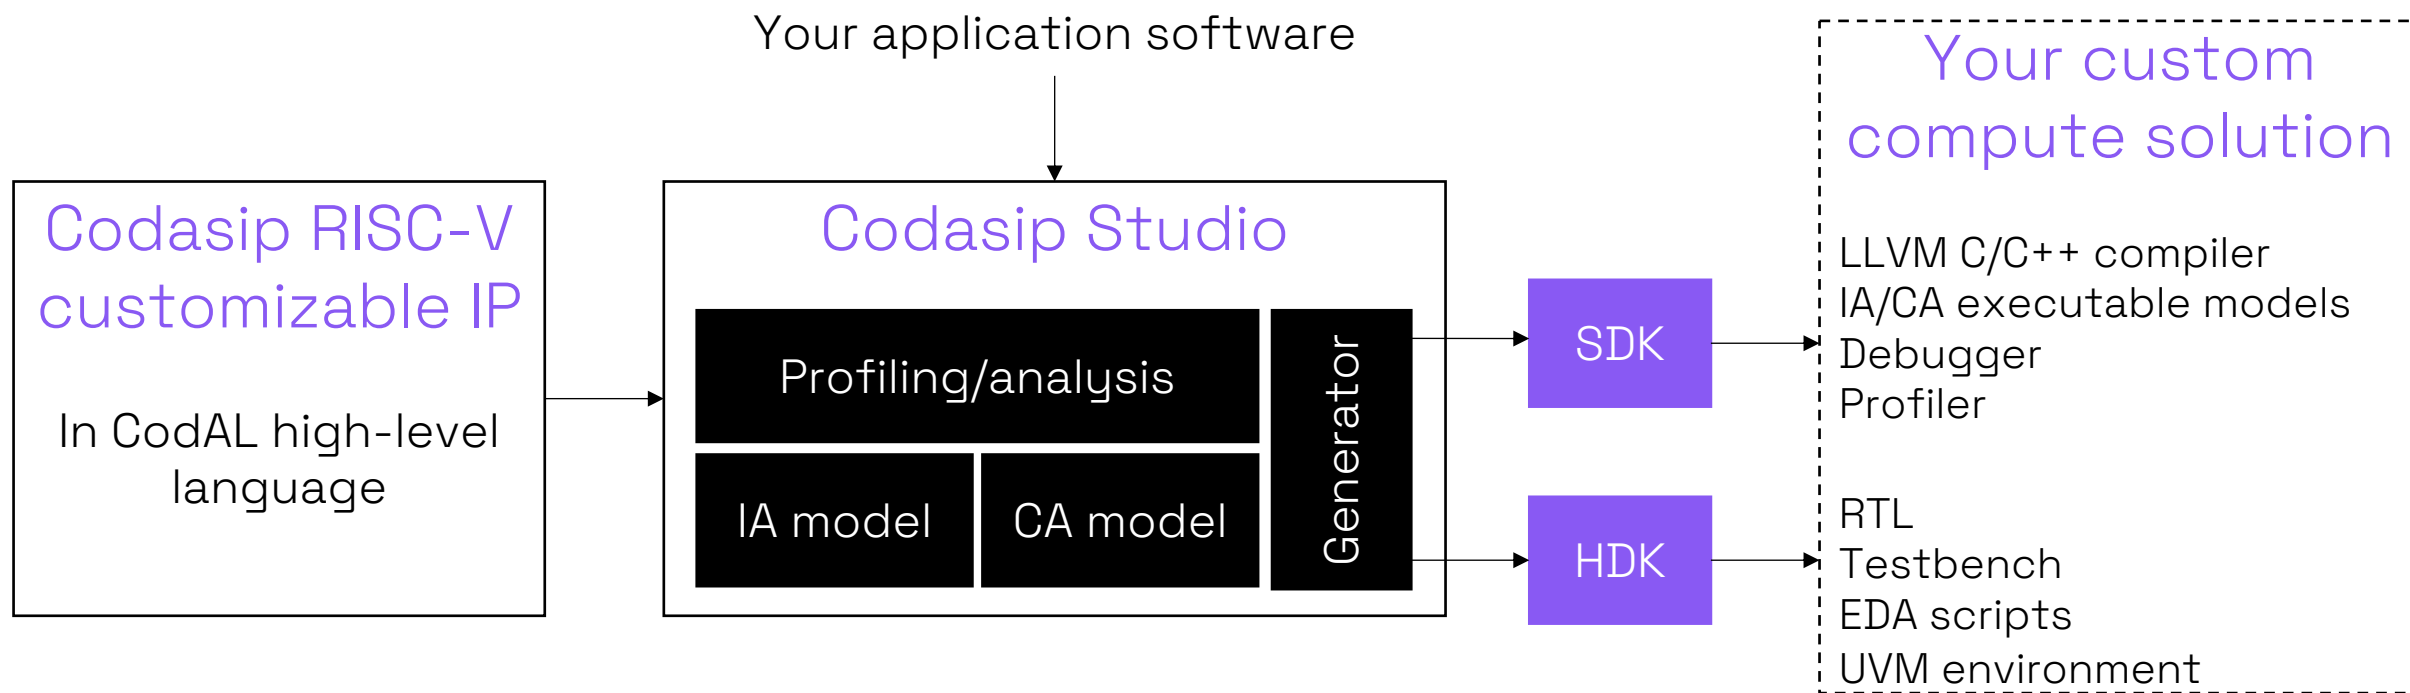 Your application software
Codasip RISC-V
customizable IP
In CodAL high-level
language
Codasip Studio
Profiling/analysis
IA model
CA model
Generator
SDK
HDK
Your custom
compute solution
LLVM C/C++ compiler
IA/CA executable models
Debugger
Profiler
RTL
Testbench
EDA scripts
UVM environment